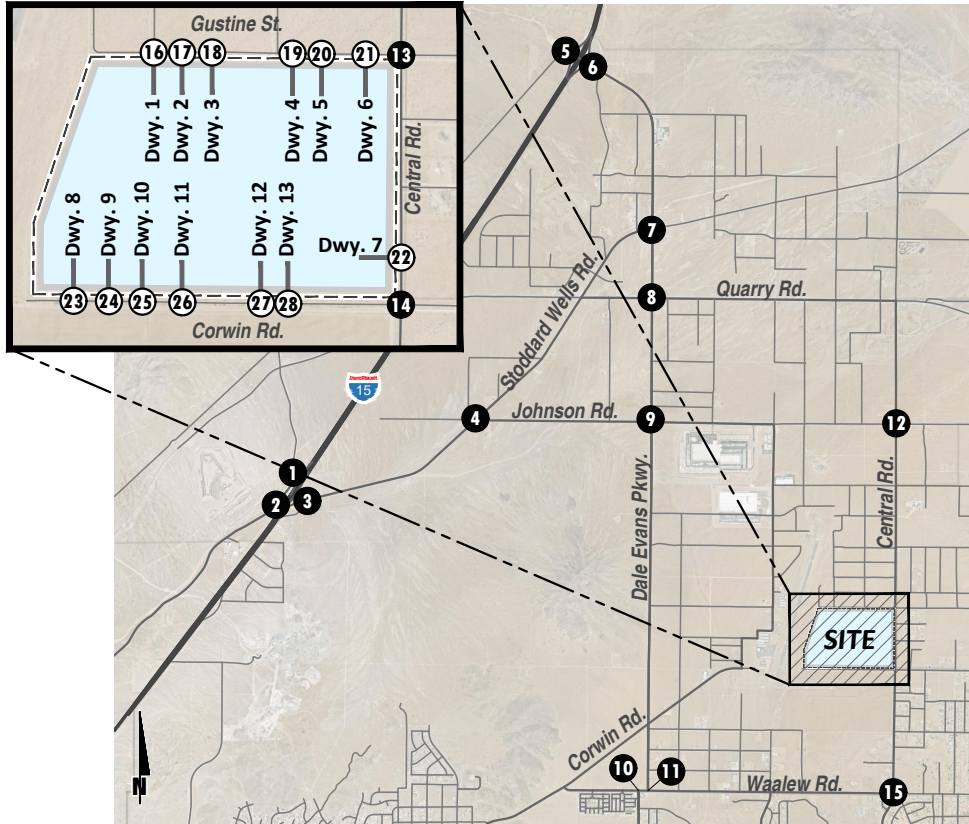 Gustine St.
16 17 18 19 20 21 13
Dwy. 1
Dwy. 2
Dwy. 3
Dwy. 4
Dwy. 5
Dwy. 6
Central Rd.
Dwy. 8
Dwy. 9
Dwy. 10
Dwy. 11
Dwy. 12
Dwy. 13
Dwy. 7
22
23 24 25 26 27 28 14
Corwin Rd.
5
6
7
Stoddard Wells Rd.
8
Quarry Rd.
15
4
Johnson Rd.
9
12
1
2
3
Dale Evans Pkwy.
Central Rd.
SITE
Corwin Rd.
10
11
Waalew Rd.
15
N